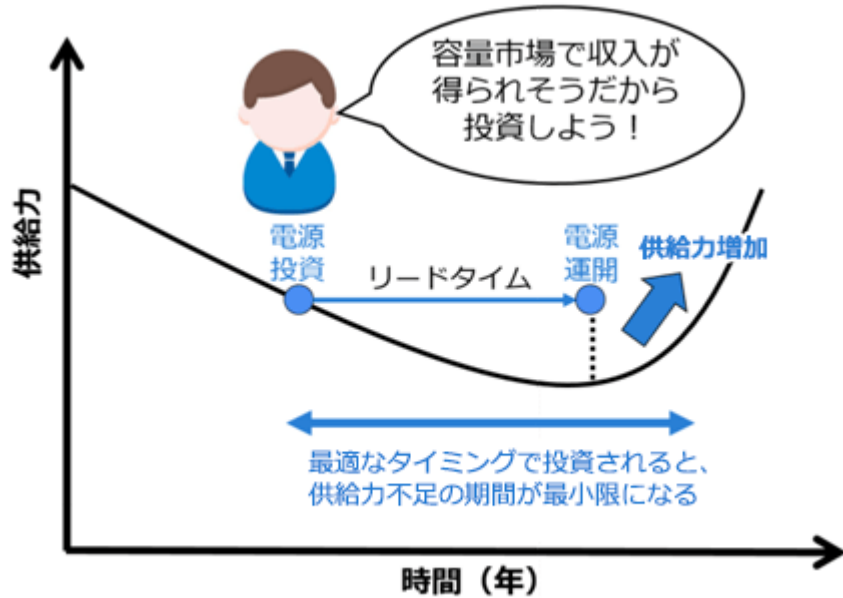 容量市場で収入が
得られそうだから
投資しよう！
供給力
電源
投資
リードタイム
電源
運開
供給力増加
最適なタイミングで投資されると、
供給力不足の期間が最小限になる
時間（年）